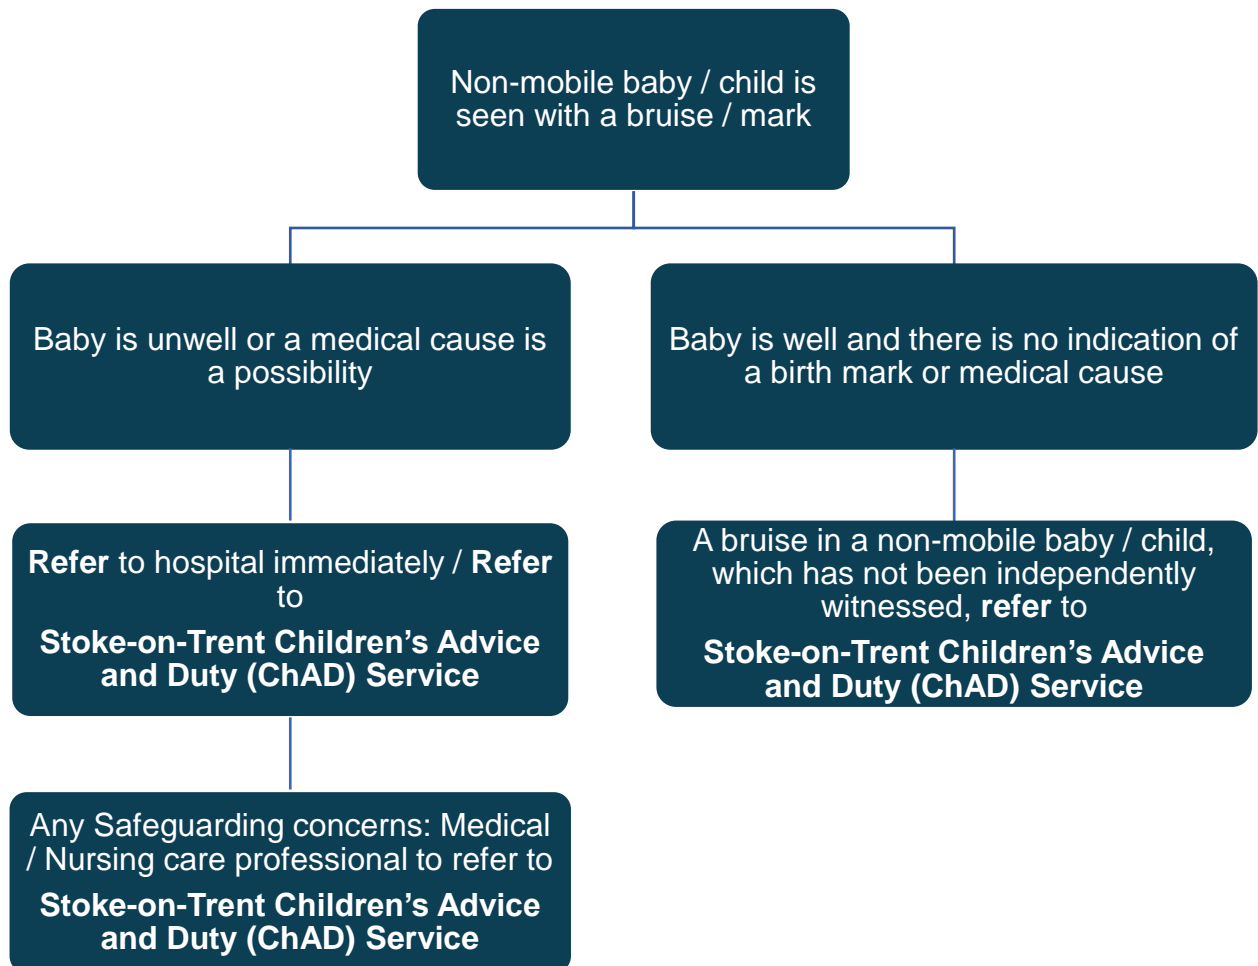 Non-mobile baby / child is
seen with a bruise / mark
Baby is unwell or a medical cause is
a possibility
Baby is well and there is no indication of
a birth mark or medical cause
Refer to hospital immediately / Refer
to
Stoke-on-Trent Children’s Advice
and Duty (ChAD) Service
A bruise in a non-mobile baby / child,
which has not been independently
witnessed, refer to
Stoke-on-Trent Children’s Advice
and Duty (ChAD) Service
Any Safeguarding concerns: Medical
/ Nursing care professional to refer to
Stoke-on-Trent Children’s Advice
and Duty (ChAD) Service